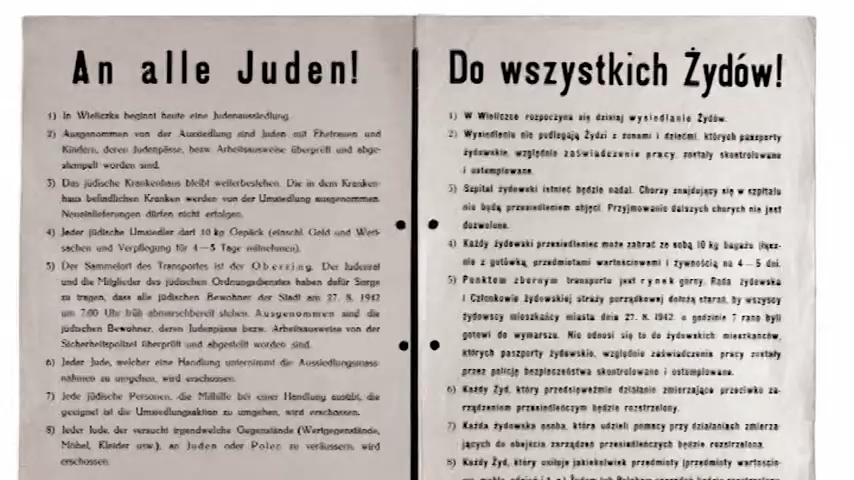 An alle Juden!
1) In Wieliczka beginnt heute eine Judenaussiedlung.
2) Ausgenommen von der Aussiedlung sind Juden mit Ehefrauen und
Kindern, deren Judenpässe, bezw. Arbeitsausweise überprüft und abge-
stempelt worden sind.
3) Das jüdische Krankenhaus bleibt weiterbestehen. Die in dem Kranken-
haus befindlichen Kranken werden von der Umsiedlung ausgenommen.
Neueinlieferungen dürfen nicht erfolgen.
4) Jeder jüdische Umsiedler darf 10 kg Gepäck (einschl. Geld und Wert-
sachen und Verpflegung für 4—5 Tage mitnehmen).
5) Der Sammelort des Transportes ist der Oberring. Der Judenrat
und die Mitglieder des jüdischen Ordnungsdienstes haben dafür Sorge
zu tragen, dass alle jüdischen Bewohner der Stadt am 27. 8. 1942
um 7.00 Uhr früh abmarschbereit stehen. Ausgenommen sind die
jüdischen Bewohner, deren Judenpässe bezw. Arbeitsausweise von der
Sicherheitspolizei überprüft und abgestellt worden sind.
6) Jeder Jude, welcher eine Handlung unternimmt die Aussiedlungsmass-
nahmen zu umgehen, wird erschossen.
7) Jede jüdische Personen, die Mithilfe bei einer Handlung ausübt, die
geeignet ist die Umsiedlungsaktion zu umgehen, wird erschossen.
8) Jeder Jude, der versucht irgendwelche Gegenstände (Wertgegenstände,
Möbel, Kleider usw.), an Juden oder Polen zu veräussern, wird
erschossen.
Do wszystkich Żydów!
1) W Wieliczce rozpoczyna się dzisiaj wysiedlanie Żydów.
2) Wysiedleniu nie podlegają Żydzi z żonami i dziećmi, których paszporty
żydowskie, względnie zaświadczenie pracy, zostały skontrolowane
i ostemplowane.
3) Szpital żydowski istnieć będzie nadal. Chorzy znajdujący się w szpitalu
nie będą przesiedleniem objęci. Przyjmowanie dalszych chorych nie jest
dozwolone.
4) Każdy żydowski przesiedleniec może zabrać ze sobą 10 kg bagażu (łącz-
nie z gotówką, przedmiotami wartościowemi i żywnością na 4—5 dni.
5) Punktem zbornym transportu jest rynek górny. Rada żydowska
i Członkowie żydowskiej straży porządkowej dołożą starań, by wszyscy
żydowscy mieszkańcy miasta dnia 27. 8. 1942. o godzinie 7 rano byli
gotowi do wymarszu. Nie odnosi się to do żydowskich mieszkańców,
których paszporty żydowskie, względnie zaświadczenia pracy zostały
przez policję bezpieczeństwa skontrolowane i ostemplowane.
6) Każdy Żyd, który przedsięweźmie działanie zmierzające przeciwko za-
rządzeniom przesiedleńczym będzie rozstrzelony.
7) Każda żydowska osoba, która udzieli pomocy przy działaniach zmierza-
jących do obejścia zarządzeń przesiedleńczych będzie rozstrzelona.
8) Każdy Żyd, który usiłuje jakiekolwiek przedmioty (przedmioty wartościo-